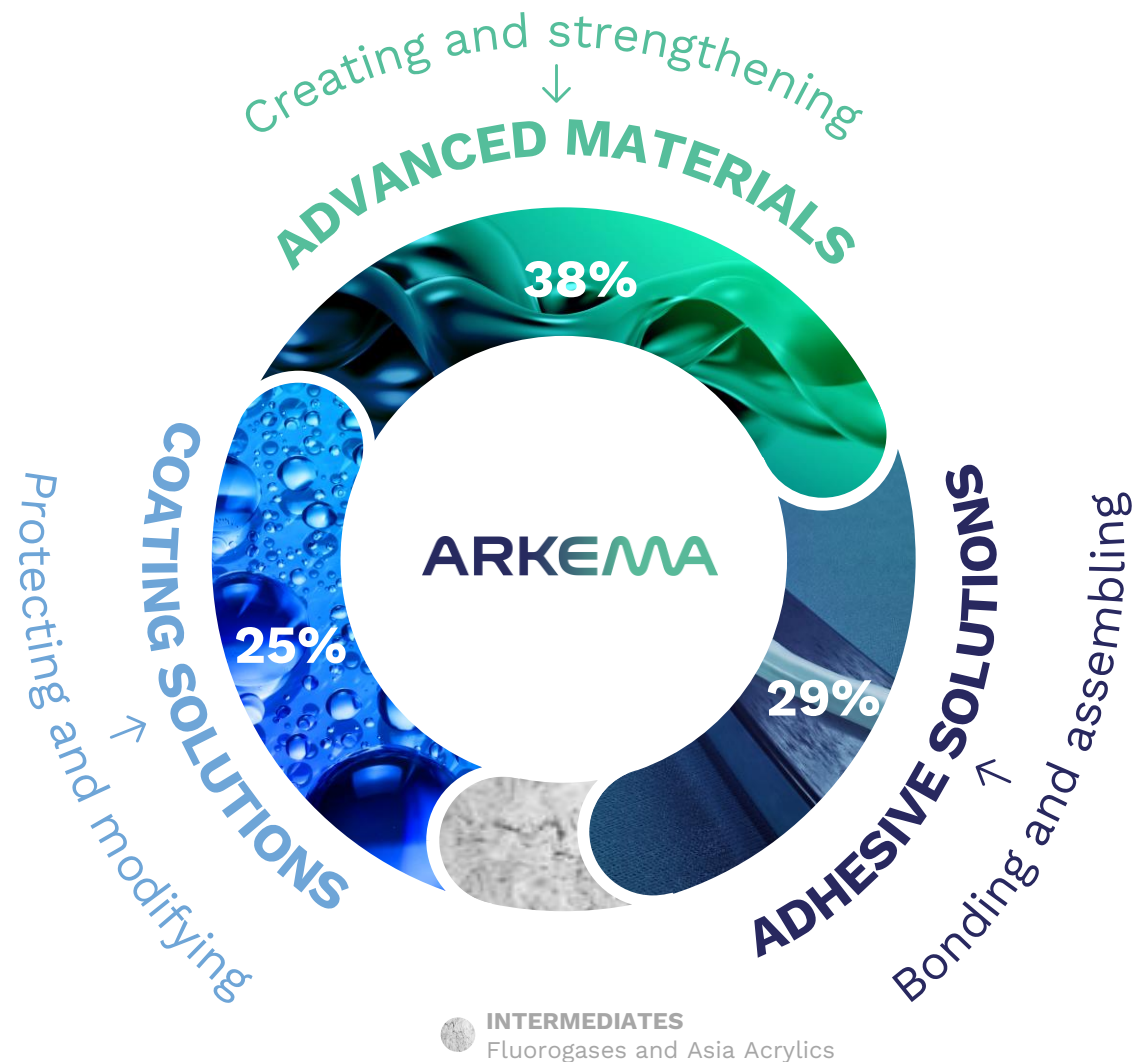 Creating and strengthening
ADVANCED MATERIALS
38%
COATING SOLUTIONS
Protecting and modifying
25%
ARKEMA
29%
ADHESIVE SOLUTIONS
Bonding and assembling
INTERMEDIATES
Fluorogases and Asia Acrylics